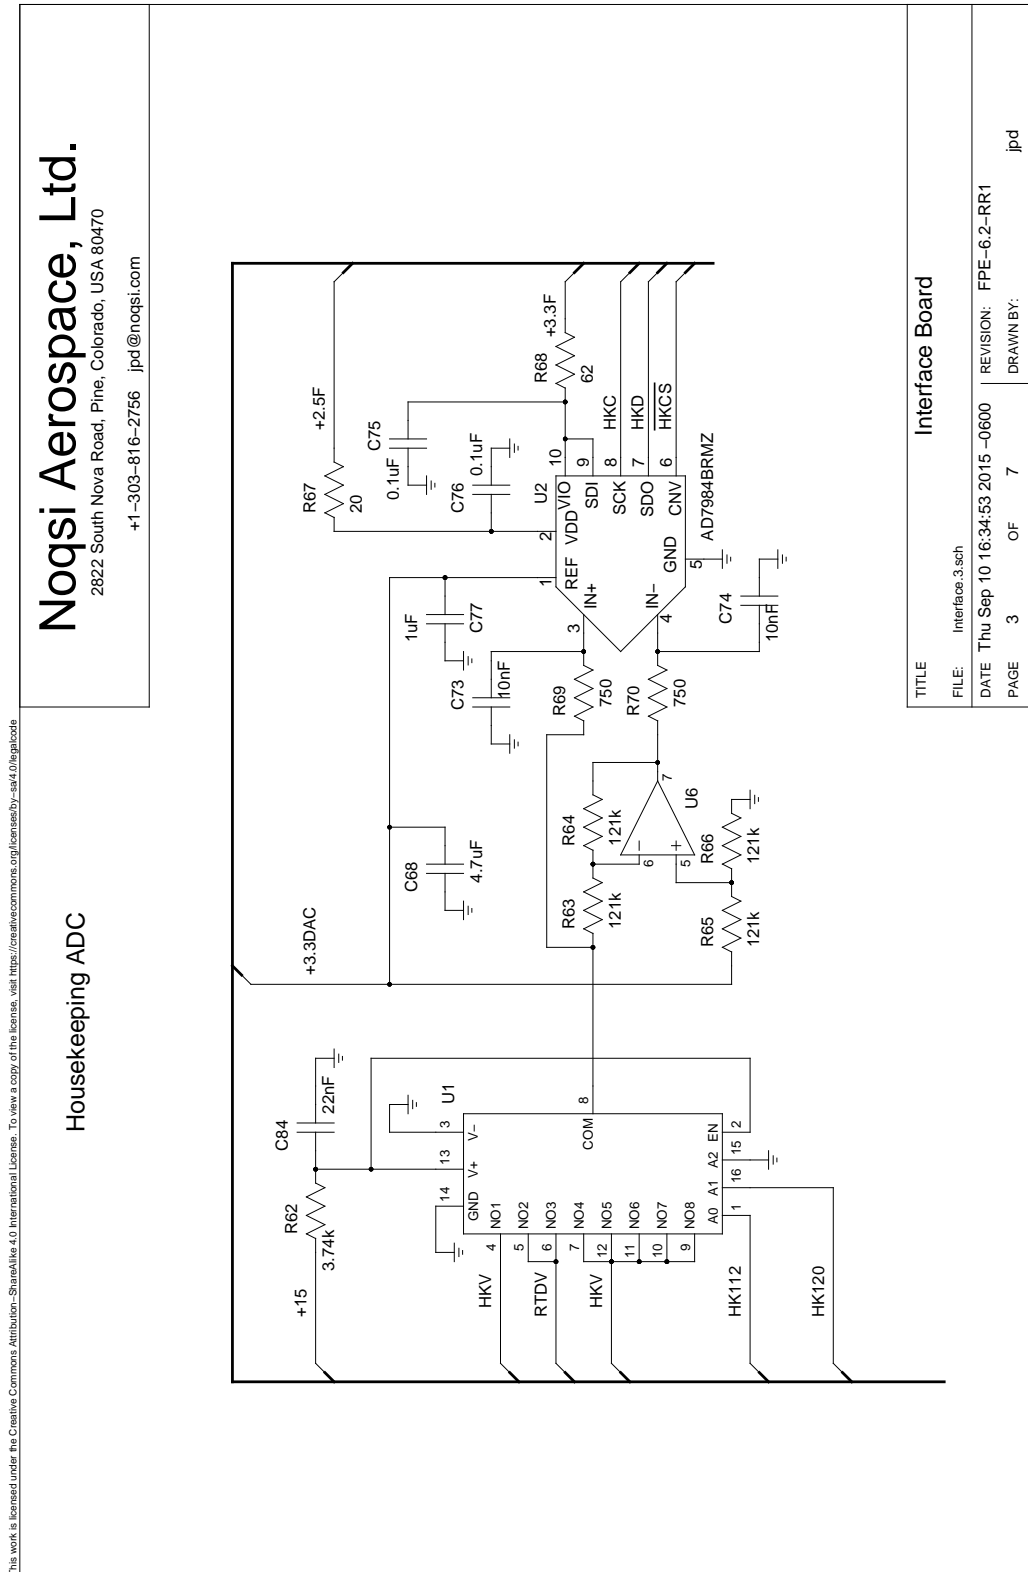 This work is licensed under the Creative Commons Attribution−ShareAlike 4.0 International License. To view a copy of the license, visit https://creativecommons.org/licenses/by−sa/4.0/legalcode
Noqsi Aerospace, Ltd.
2822 South Nova Road, Pine, Colorado, USA 80470
+1−303−816−2756 jpd@noqsi.com
Housekeeping ADC
+15
R62
3.74k
C84
22nF
+3.3DAC
C68
4.7uF
1uF
C77
C73
10nF
R67
20
+2.5F
C75
0.1uF
C76
0.1uF
R68
62
+3.3F
HKV
RTDV
HKV
HK112
HK120
4
5
6
7
12
11
10
9
NO1
NO2
NO3
NO4
NO5
NO6
NO7
NO8
14
GND
13
V+
3
V−
U1
COM
8
A0
1
A1
16
A2
15
EN
2
R63
121k
R64
121k
R65
121k
R66
121k
6
5
7
U6
R69
750
R70
750
C74
10nF
1
REF
2
VDD
U2
3
IN+
4
IN−
GND
5
10
VIO
9
SDI
8
SCK
7
SDO
6
CNV
AD7984BRMZ
HKC
HKD
HKCS
TITLE
Interface Board
FILE: Interface.3.sch
REVISION: FPE−6.2−RR1
DATE Thu Sep 10 16:34:53 2015 −0600
PAGE 3 OF 7
DRAWN BY: jpd